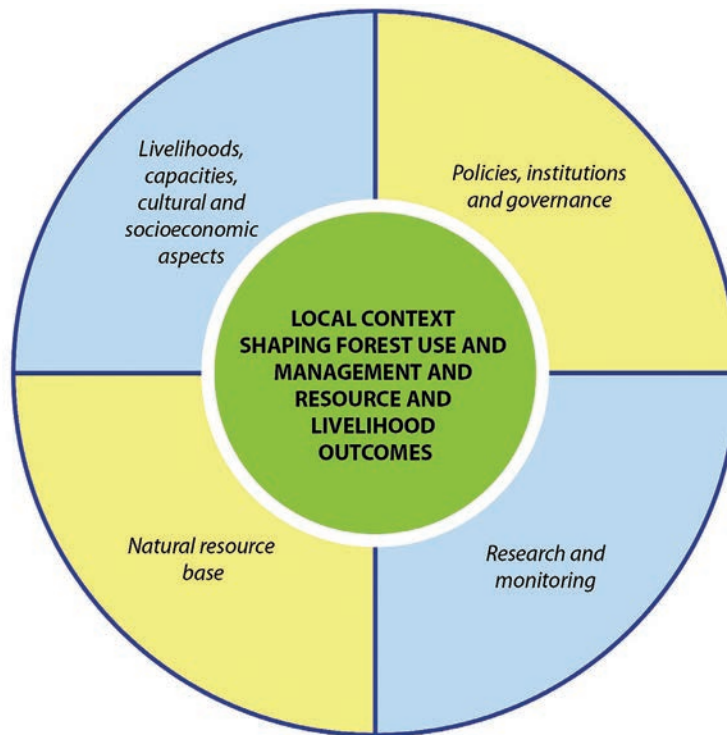 Livelihoods,
capacities,
cultural and
socioeconomic
aspects
Policies, institutions
and governance
LOCAL CONTEXT
SHAPING FOREST USE AND
MANAGEMENT AND
RESOURCE AND
LIVELIHOOD
OUTCOMES
Natural resource
base
Research and
monitoring